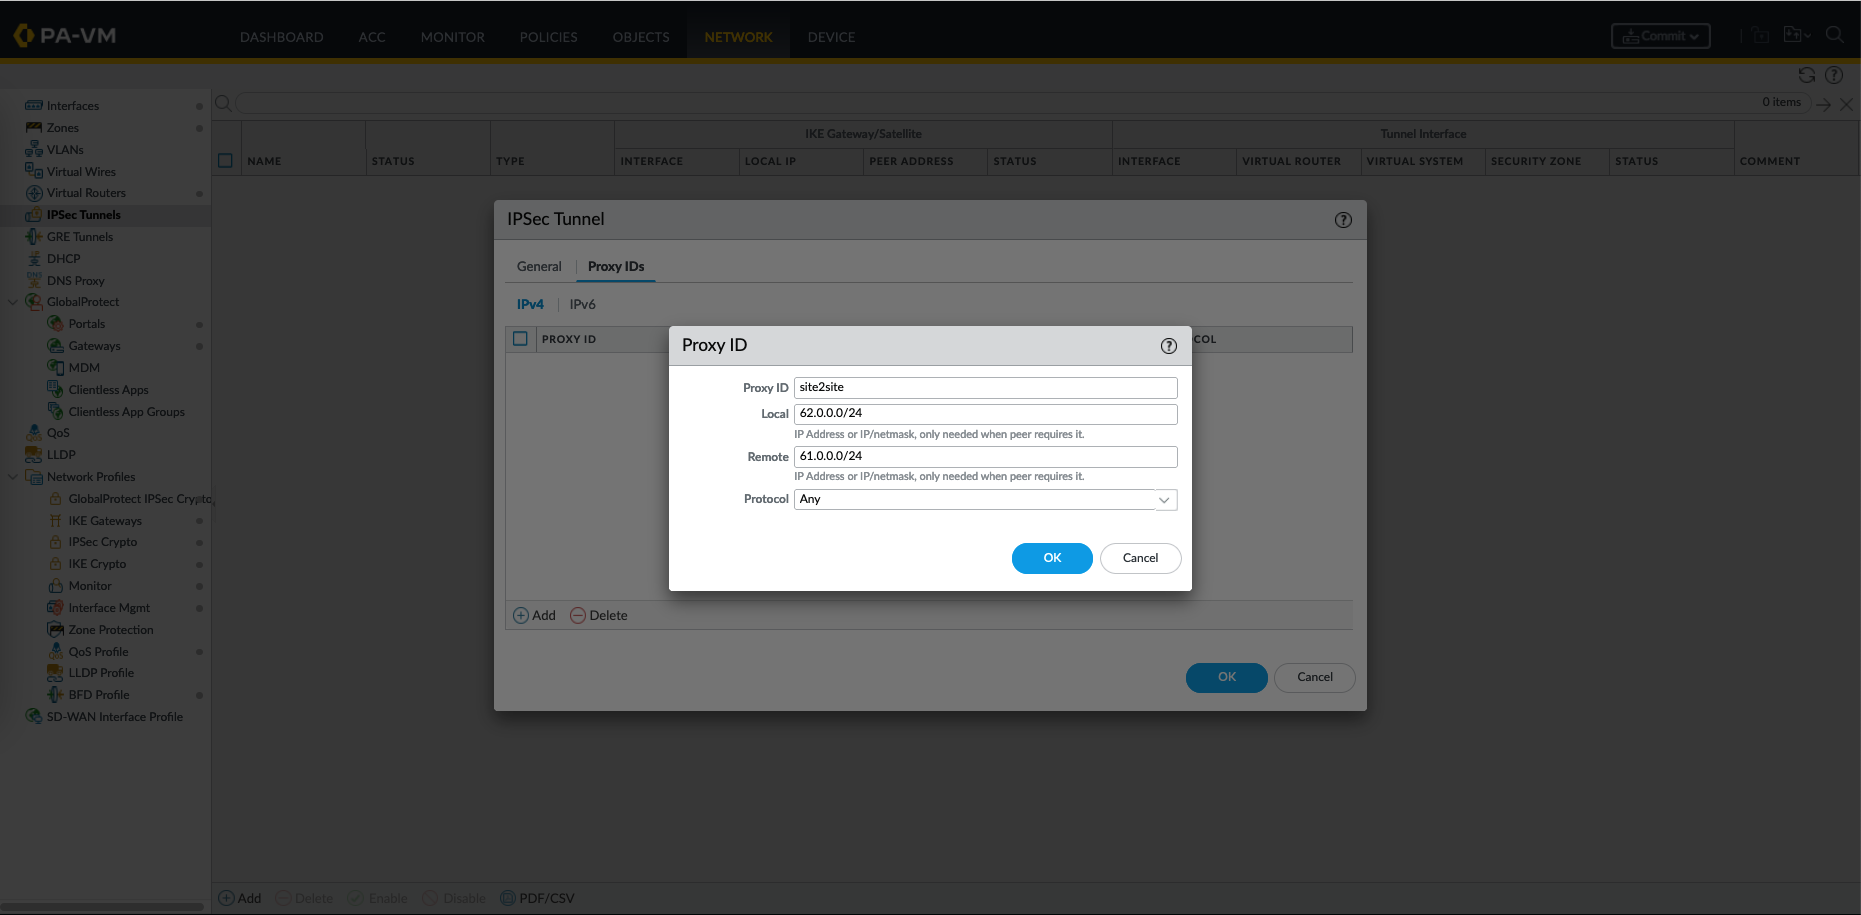 PA-VM
DASHBOARD ACC MONITOR POLICIES OBJECTS NETWORK DEVICE
Commit
0 items
Interfaces
Zones
VLANs
Virtual Wires
Virtual Routers
IPSec Tunnels
GRE Tunnels
DHCP
DNS Proxy
GlobalProtect
Portals
Gateways
MDM
Clientless Apps
Clientless App Groups
QoS
LLDP
Network Profiles
GlobalProtect IPSec Crypto
IKE Gateways
IPSec Crypto
IKE Crypto
Monitor
Interface Mgmt
Zone Protection
QoS Profile
LLDP Profile
BFD Profile
SD-WAN Interface Profile
IKE Gateway/Satellite Tunnel Interface
NAME STATUS TYPE INTERFACE LOCAL IP PEER ADDRESS STATUS INTERFACE VIRTUAL ROUTER VIRTUAL SYSTEM SECURITY ZONE STATUS COMMENT
IPSec Tunnel
General Proxy IDs
IPv4 IPv6
PROXY ID COL
Proxy ID
Proxy ID site2site
Local 62.0.0.0/24
IP Address or IP/netmask, only needed when peer requires it.
Remote 61.0.0.0/24
IP Address or IP/netmask, only needed when peer requires it.
Protocol Any
OK Cancel
Add Delete
OK Cancel
Add Delete Enable Disable PDF/CSV